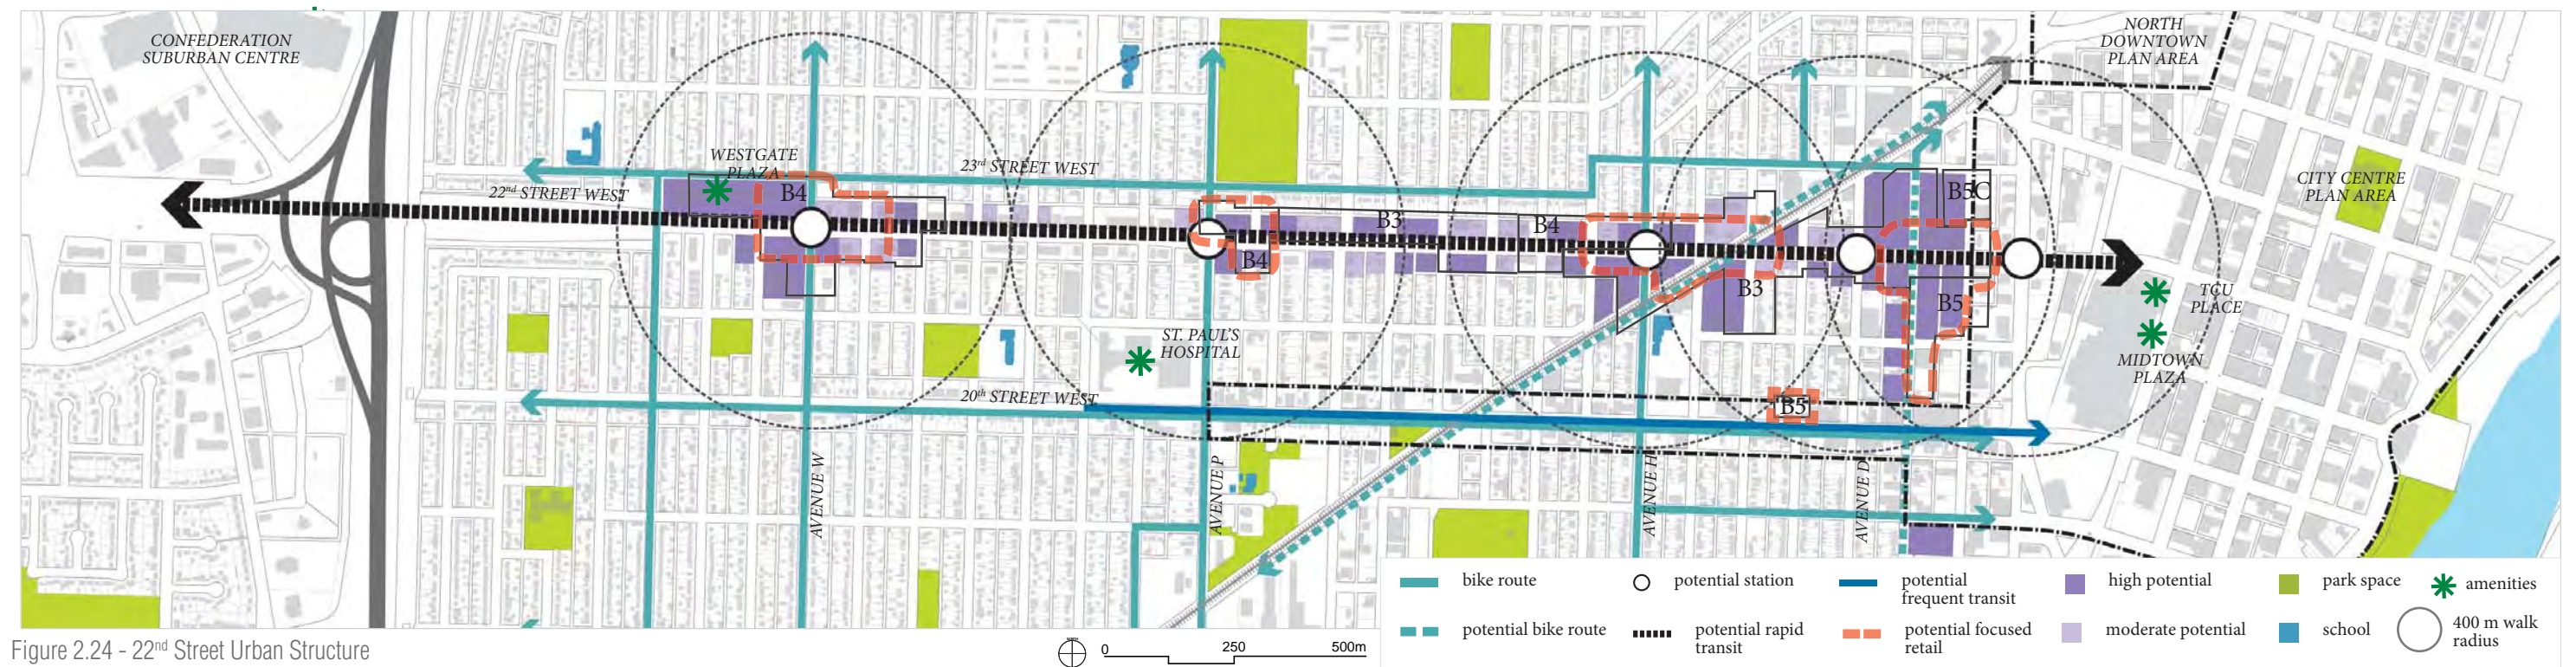 CONFEDERATION
SUBURBAN CENTRE
NORTH
DOWNTOWN
PLAN AREA
WESTGATE
PLAZA
23rd STREET WEST
22nd STREET WEST
CITY CENTRE
PLAN AREA
B4
B4
B3
B4
B3
B5C
B5
B5
ST. PAUL'S
HOSPITAL
TCU
PLACE
MIDTOWN
PLAZA
20th STREET WEST
AVENUE W
AVENUE P
AVENUE H
AVENUE D
bike route
potential station
potential
frequent transit
high potential
park space
amenities
potential bike route
potential rapid
transit
potential focused
retail
moderate potential
school
400 m walk
radius
0 250 500m
Figure 2.24 - 22nd Street Urban Structure